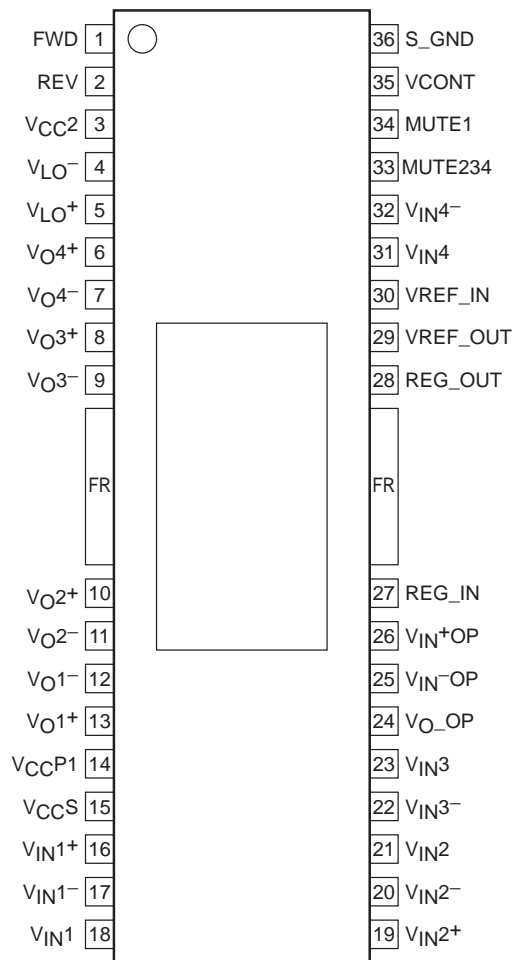 FWD 1 36 S_GND
REV 2 35 VCONT
VCC2 3 34 MUTE1
VLO− 4 33 MUTE234
VLO+ 5 32 VIN4−
VO4+ 6 31 VIN4
VO4− 7 30 VREF_IN
VO3+ 8 29 VREF_OUT
VO3− 9 28 REG_OUT
FR FR
VO2+ 10 27 REG_IN
VO2− 11 26 VIN+OP
VO1− 12 25 VIN−OP
VO1+ 13 24 VO_OP
VCCP1 14 23 VIN3
VCCS 15 22 VIN3−
VIN1+ 16 21 VIN2
VIN1− 17 20 VIN2−
VIN1 18 19 VIN2+